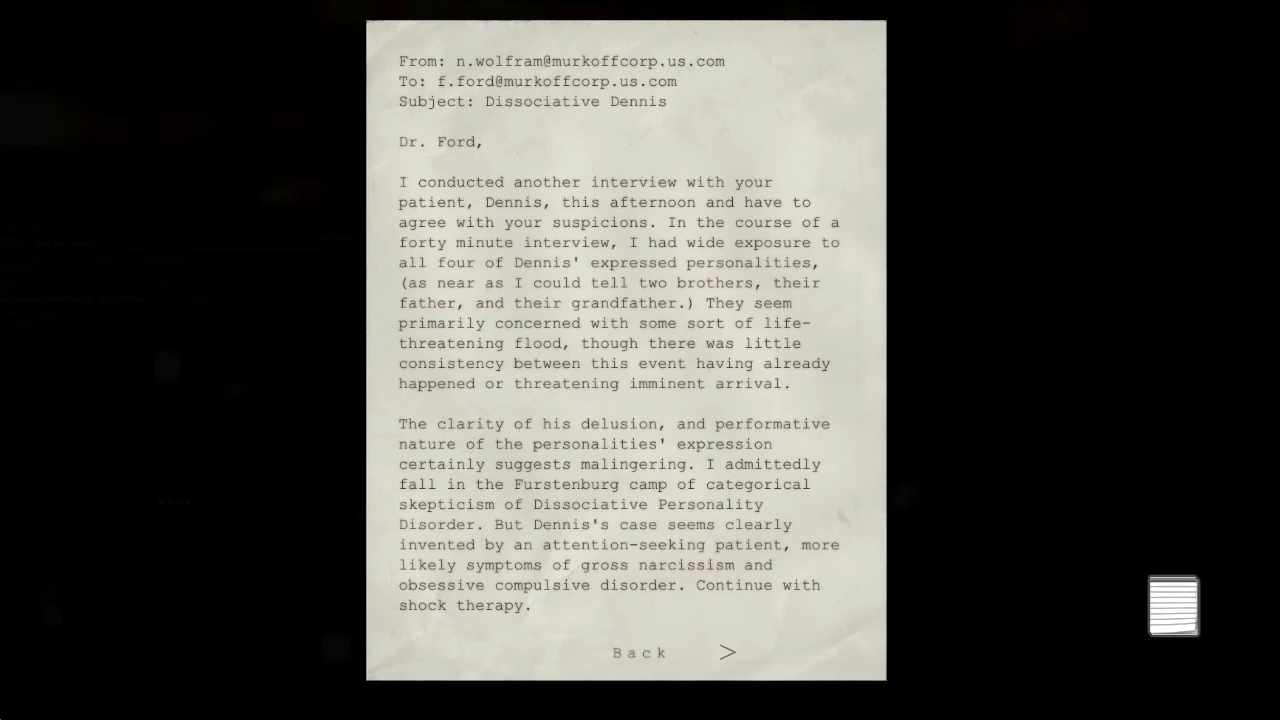 From: n.wolfram@murkoffcorp.us.com
To: f.ford@murkoffcorp.us.com
Subject: Dissociative Dennis
Dr. Ford,
I conducted another interview with your
patient, Dennis, this afternoon and have to
agree with your suspicions. In the course of a
forty minute interview, I had wide exposure to
all four of Dennis' expressed personalities,
(as near as I could tell two brothers, their
father, and their grandfather.) They seem
primarily concerned with some sort of life-
threatening flood, though there was little
consistency between this event having already
happened or threatening imminent arrival.
The clarity of his delusion, and performative
nature of the personalities' expression
certainly suggests malingering. I admittedly
fall in the Furstenburg camp of categorical
skepticism of Dissociative Personality
Disorder. But Dennis's case seems clearly
invented by an attention-seeking patient, more
likely symptoms of gross narcissism and
obsessive compulsive disorder. Continue with
shock therapy.
Back >